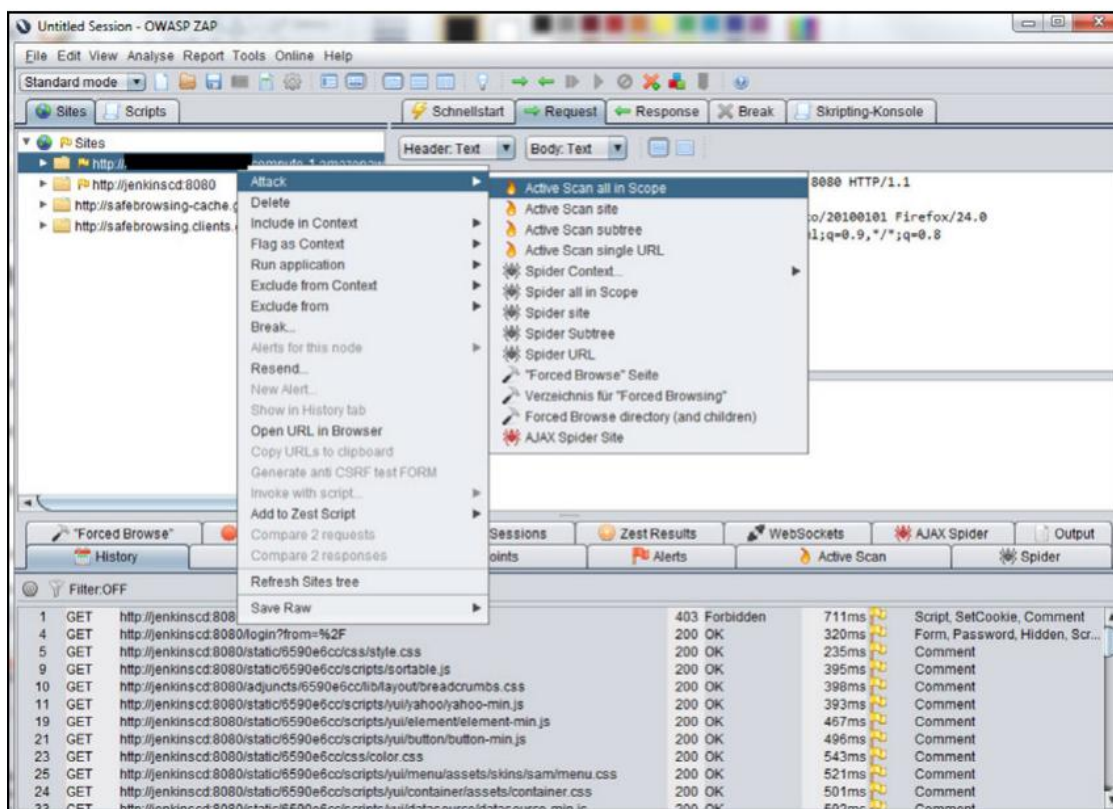 Untitled Session - OWASP ZAP
File Edit View Analyse Report Tools Online Help
Standard mode
Sites Scripts
Schnellstart Request Response Break Skripting-Konsole
Sites
http://
Header: Text Body: Text
http://jenkinscd:8080
http://safebrowsing-cache.g
http://safebrowsing.clients.
8080 HTTP/1.1
to/20100101 Firefox/24.0
l;q=0.9,*/*;q=0.8
Attack
Delete
Include in Context
Flag as Context
Run application
Exclude from Context
Exclude from
Break...
Alerts for this node
Resend...
New Alert...
Show in History tab
Open URL in Browser
Copy URLs to clipboard
Generate anti CSRF test FORM
Invoke with script...
Add to Zest Script
Compare 2 requests
Compare 2 responses
Refresh Sites tree
Save Raw
Active Scan all in Scope
Active Scan site
Active Scan subtree
Active Scan single URL
Spider Context...
Spider all in Scope
Spider site
Spider Subtree
Spider URL
"Forced Browse" Seite
Verzeichnis für "Forced Browsing"
Forced Browse directory (and children)
AJAX Spider Site
"Forced Browse" Sessions Zest Results WebSockets AJAX Spider Output
History oints Alerts Active Scan Spider
Filter:OFF
1 GET http://jenkinscd:808 403 Forbidden 711ms Script, SetCookie, Comment
4 GET http://jenkinscd:8080/login?from=%2F 200 OK 320ms Form, Password, Hidden, Scr...
5 GET http://jenkinscd:8080/static/6590e6cc/css/style.css 200 OK 235ms Comment
9 GET http://jenkinscd:8080/static/6590e6cc/scripts/sortable.js 200 OK 395ms Comment
10 GET http://jenkinscd:8080/adjuncts/6590e6cc/lib/layout/breadcrumbs.css 200 OK 398ms Comment
11 GET http://jenkinscd:8080/static/6590e6cc/scripts/yui/yahoo/yahoo-min.js 200 OK 393ms Comment
19 GET http://jenkinscd:8080/static/6590e6cc/scripts/yui/element/element-min.js 200 OK 467ms Comment
21 GET http://jenkinscd:8080/static/6590e6cc/scripts/yui/button/button-min.js 200 OK 496ms Comment
23 GET http://jenkinscd:8080/static/6590e6cc/css/color.css 200 OK 543ms Comment
25 GET http://jenkinscd:8080/static/6590e6cc/scripts/yui/menu/assets/skins/sam/menu.css 200 OK 521ms Comment
24 GET http://jenkinscd:8080/static/6590e6cc/scripts/yui/container/assets/container.css 200 OK 501ms Comment